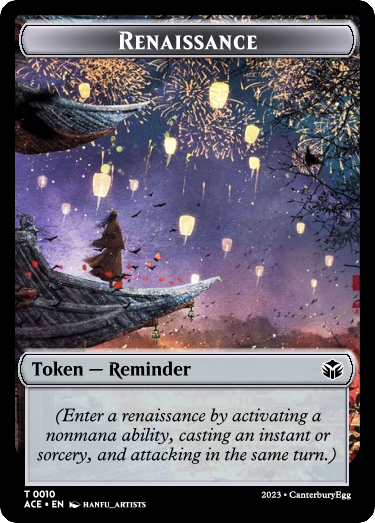 RENAISSANCE
Token — Reminder
(Enter a renaissance by activating a
nonmana ability, casting an instant or
sorcery, and attacking in the same turn.)
T 0010
ACE • EN HANFU_ARTISTS
2023 • CanterburyEgg